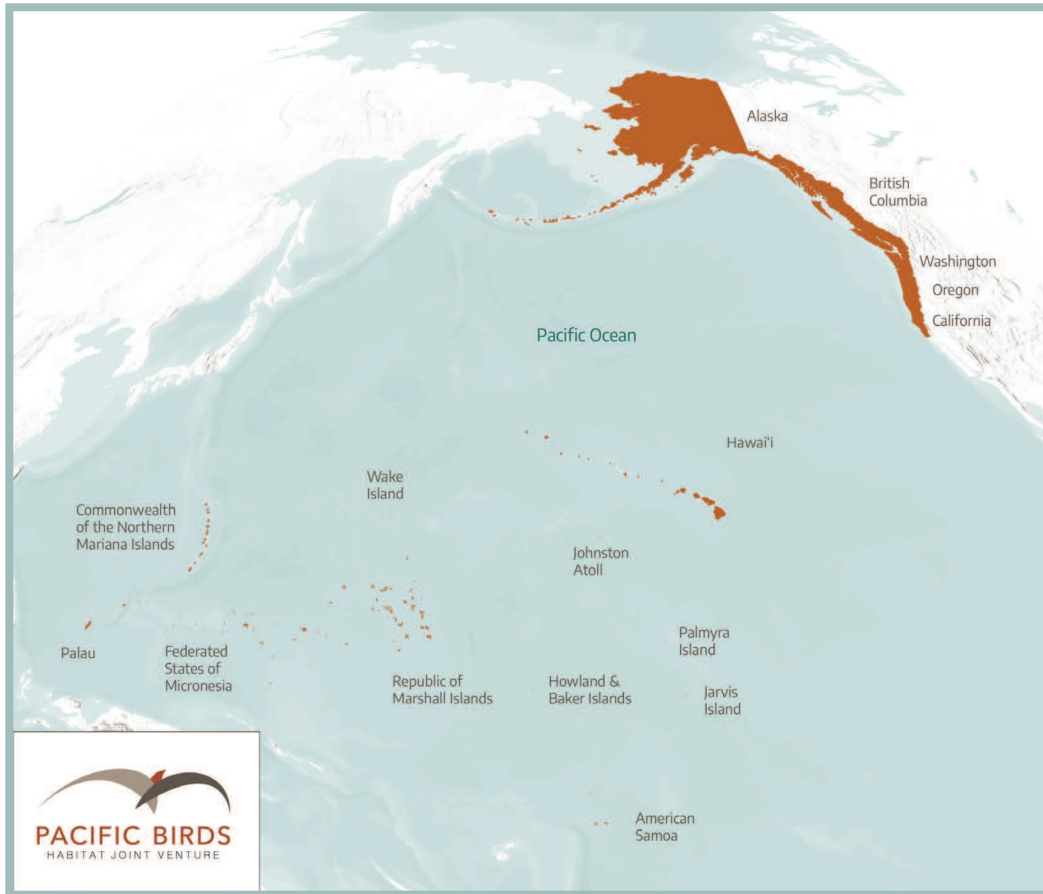 Alaska
British
Columbia
Washington
Oregon
California
Pacific Ocean
Hawai‘i
Wake
Island
Commonwealth
of the Northern
Mariana Islands
Johnston
Atoll
Palmyra
Island
Palau
Federated
States of
Micronesia
Republic of
Marshall Islands
Howland &
Baker Islands
Jarvis
Island
American
Samoa
PACIFIC BIRDS
HABITAT JOINT VENTURE